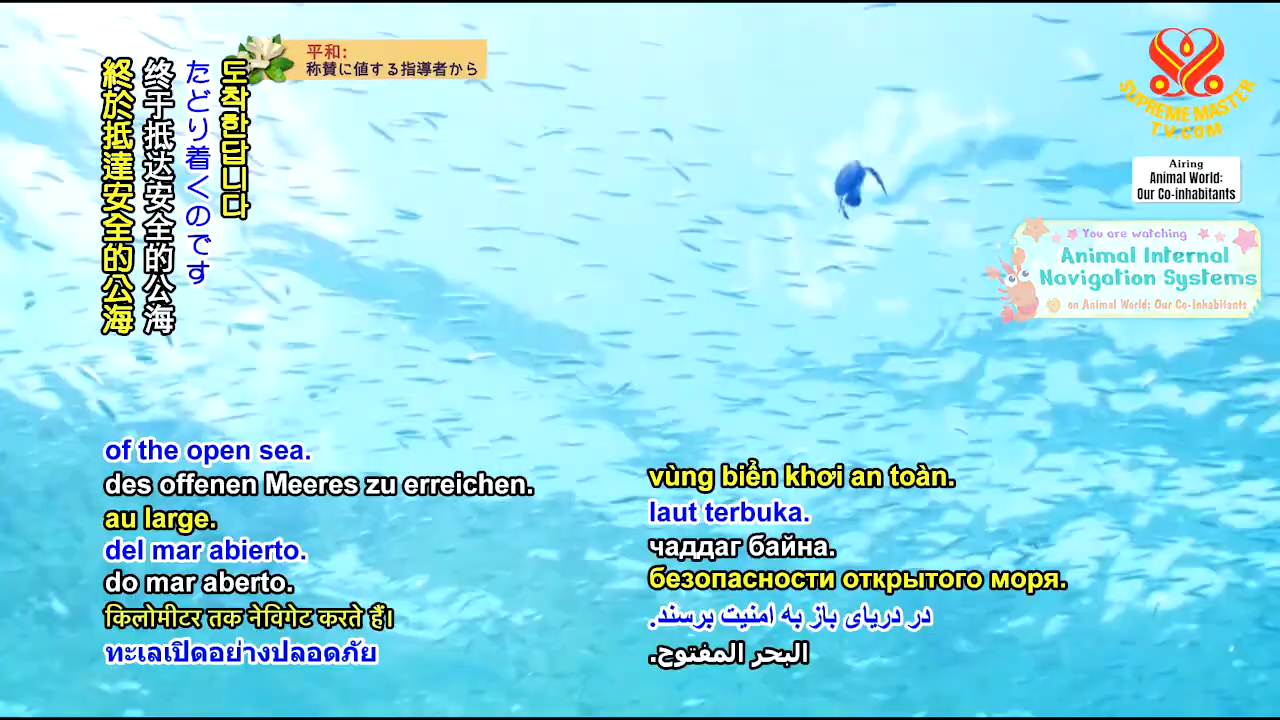 平和:
称賛に値する指導者から
도착한답니다
たどり着くのです
终于抵达安全的公海
終於抵達安全的公海
SUPREME MASTER
TV.COM
Airing
Animal World:
Our Co-inhabitants
You are watching
Animal Internal
Navigation Systems
on Animal World: Our Co-Inhabitants
of the open sea.
des offenen Meeres zu erreichen.
au large.
del mar abierto.
do mar aberto.
किलोमीटर तक नेविगेट करते हैं।
ทะเลเปิดอย่างปลอดภัย
vùng biển khơi an toàn.
laut terbuka.
чаддаг байна.
безопасности открытого моря.
در دریای باز به امنیت برسند.
البحر المفتوح.